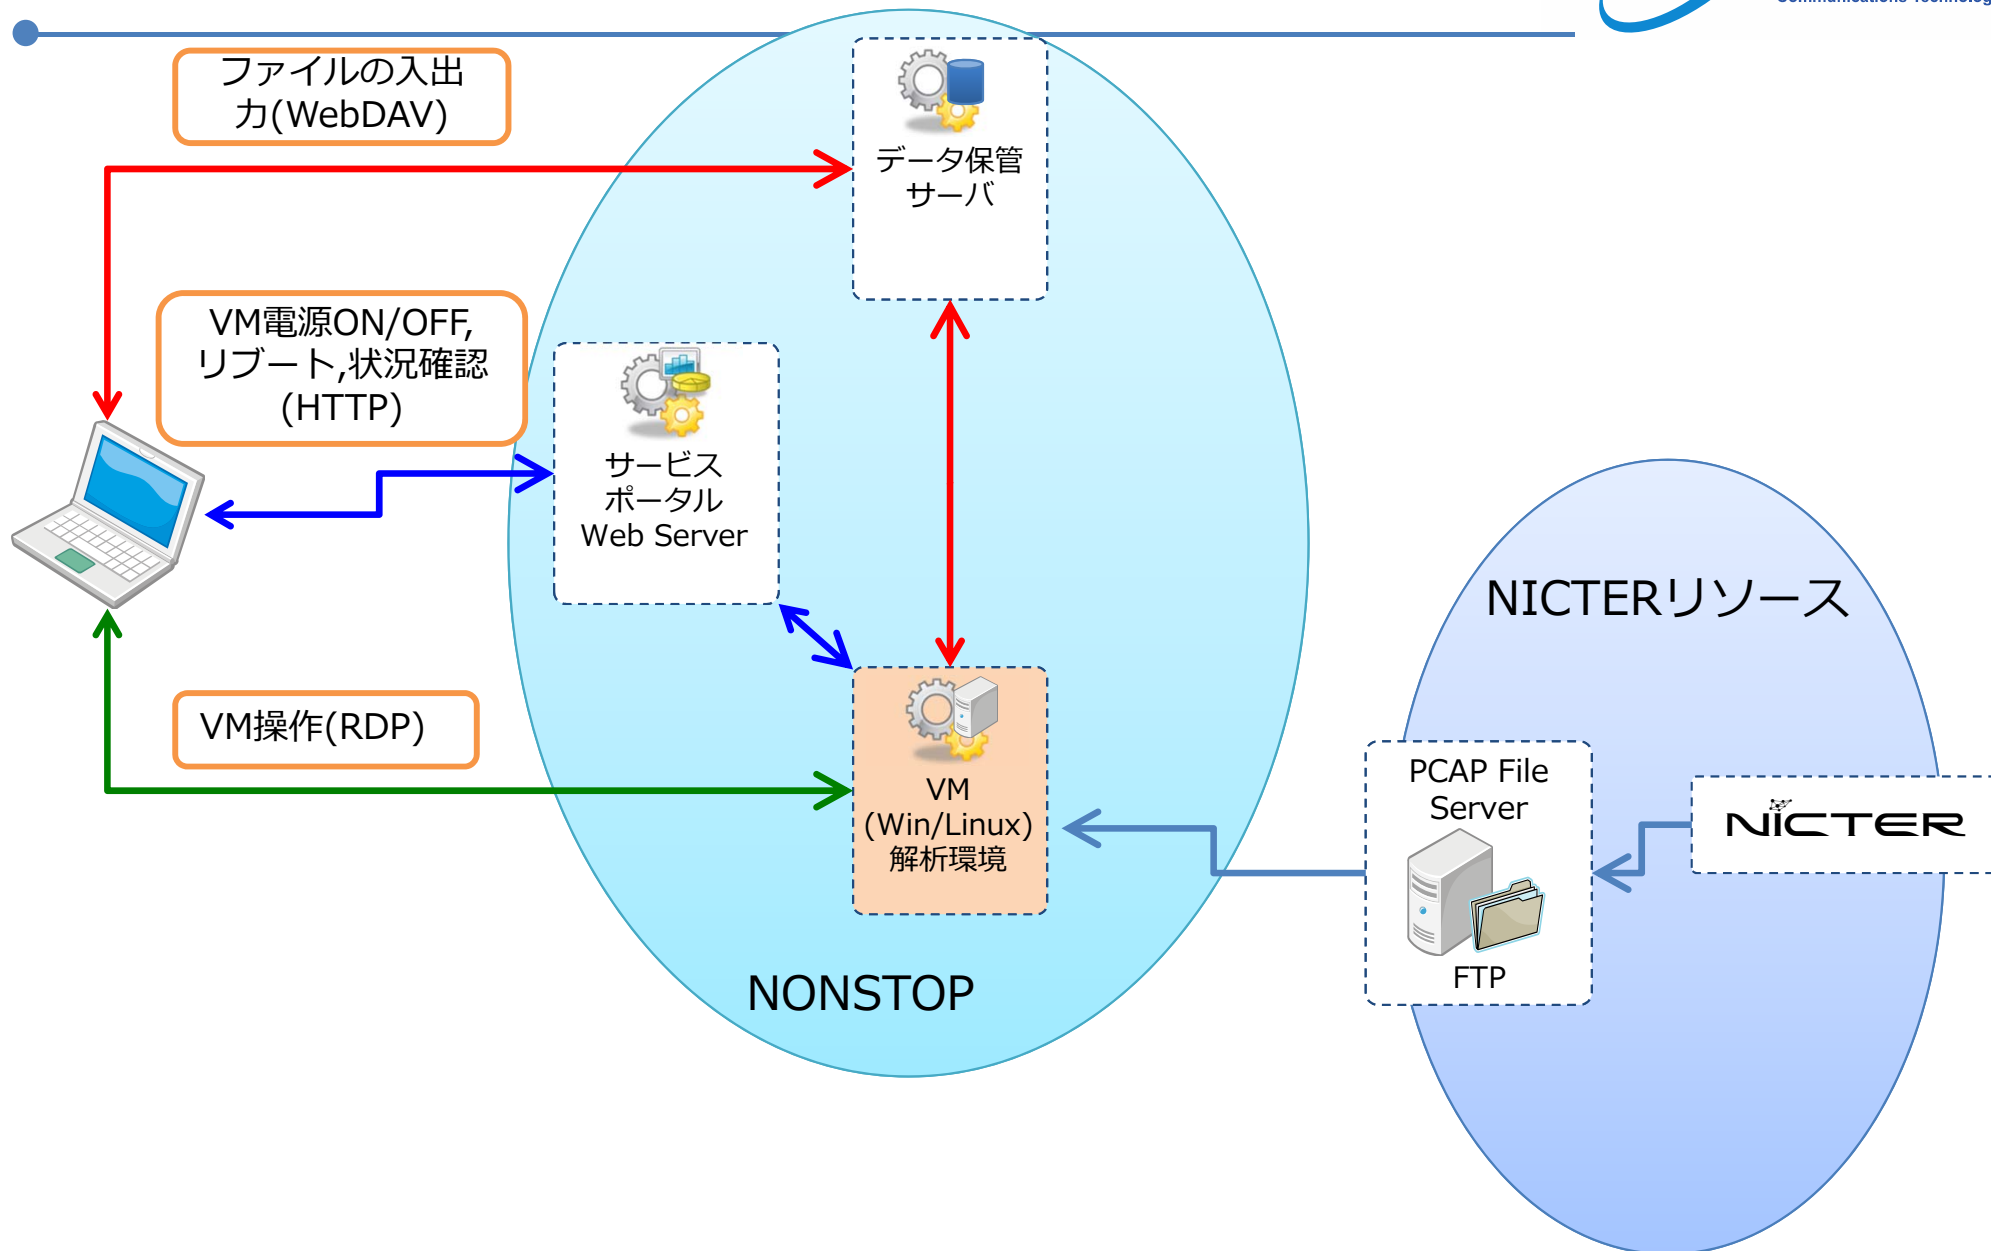 Communications Technolog
ファイルの入出
力(WebDAV)
データ保管
サーバ
VM電源ON/OFF,
リブート,状況確認
(HTTP)
サービス
ポータル
Web Server
NICTERリソース
VM操作(RDP)
VM
(Win/Linux)
解析環境
PCAP File
Server
FTP
NICTER
NONSTOP